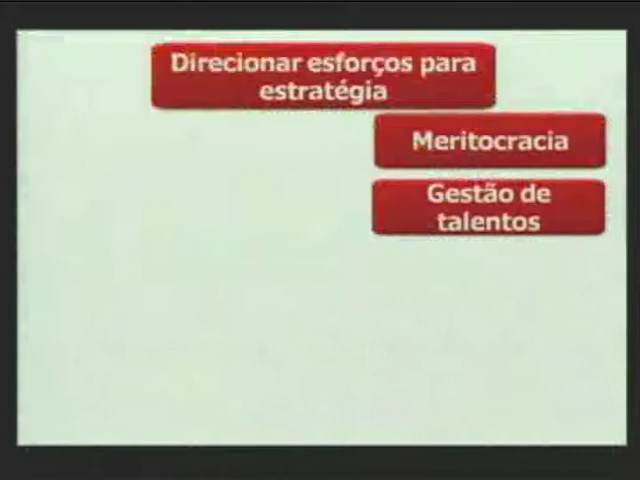 Direcionar esforços para
estratégia
Meritocracia
Gestão de
talentos